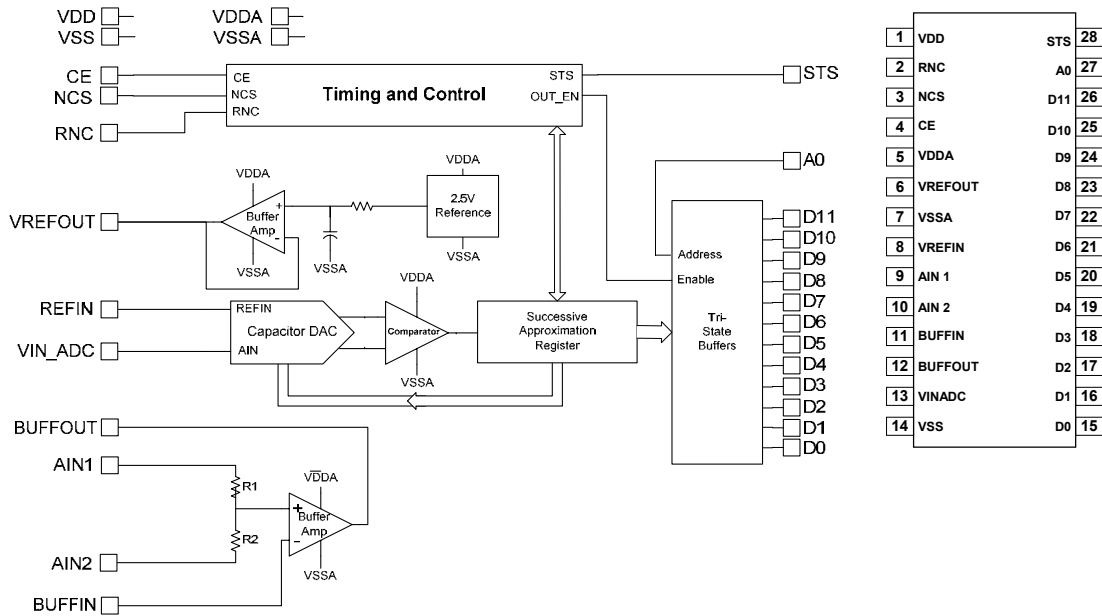 VDD
VDDA
VSS
VSSA
CE
NCS
RNC
CE
NCS
RNC
Timing and Control
STS
OUT_EN
STS
A0
VREFOUT
VDDA
Buffer
Amp
+
-
VSSA
VSSA
VDDA
2.5V
Reference
VSSA
REFIN
VIN_ADC
REFIN
Capacitor DAC
AIN
VDDA
Comparator
VSSA
Successive
Approximation
Register
Address
Enable
Tri-
State
Buffers
D11
D10
D9
D8
D7
D6
D5
D4
D3
D2
D1
D0
BUFFOUT
AIN1
R1
R2
AIN2
BUFFIN
VDDA
+
Buffer
Amp
-
VSSA
1 VDD
2 RNC
3 NCS
4 CE
5 VDDA
6 VREFOUT
7 VSSA
8 VREFIN
9 AIN 1
10 AIN 2
11 BUFFIN
12 BUFFOUT
13 VINADC
14 VSS
STS 28
A0 27
D11 26
D10 25
D9 24
D8 23
D7 22
D6 21
D5 20
D4 19
D3 18
D2 17
D1 16
D0 15